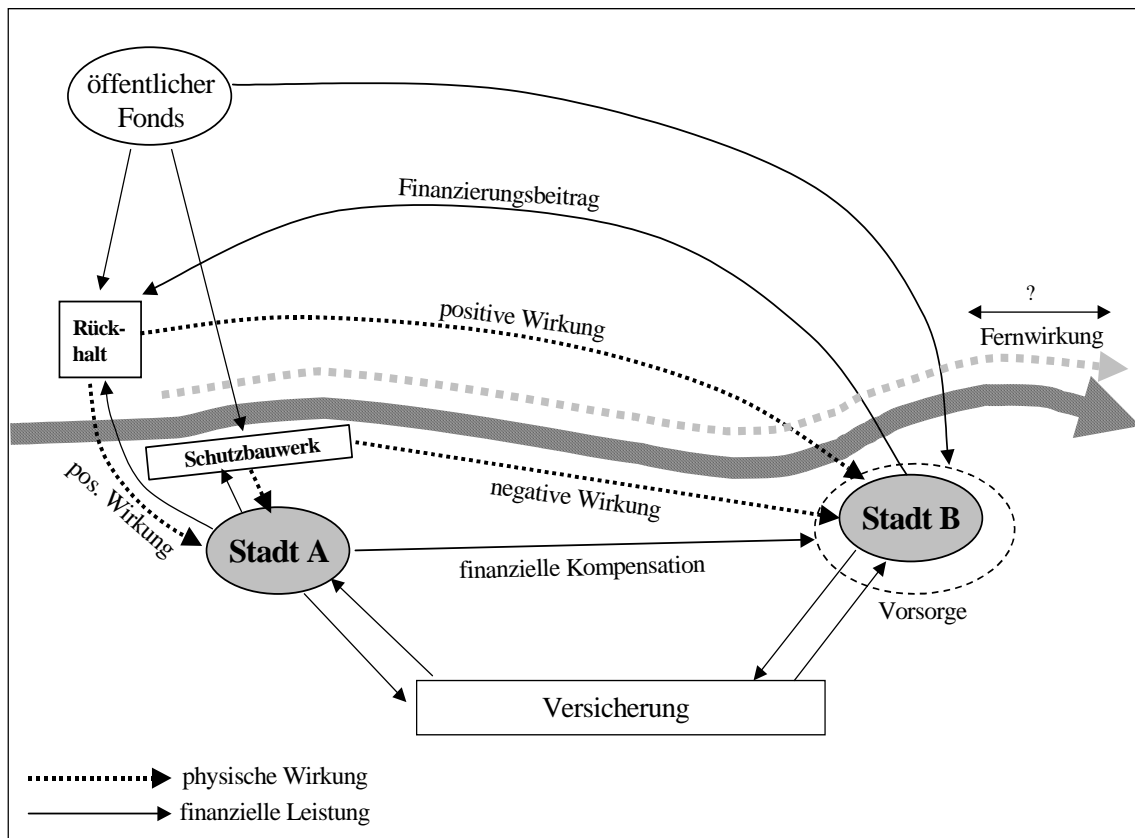 öffentlicher
Fonds
Finanzierungsbeitrag
?
Fernwirkung
Rück-
halt
positive Wirkung
Schutzbauwerk
pos. Wirkung
negative Wirkung
Stadt A
Stadt B
finanzielle Kompensation
Vorsorge
Versicherung
physische Wirkung
finanzielle Leistung